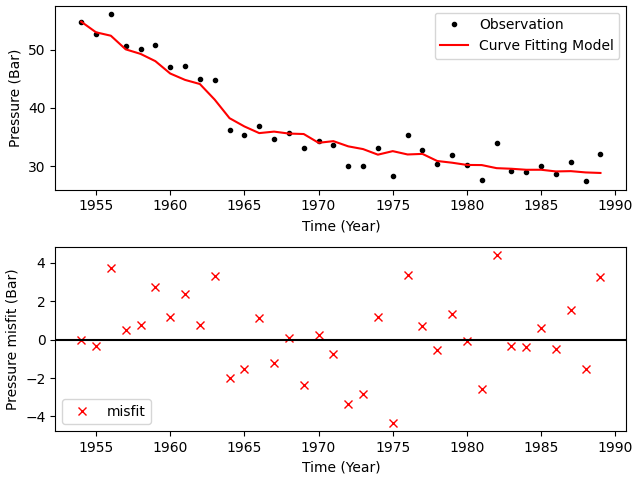 50
40
30
Pressure (Bar)
Observation
Curve Fitting Model
1955 1960 1965 1970 1975 1980 1985 1990
Time (Year)
4
2
0
−2
−4
Pressure misfit (Bar)
misfit
1955 1960 1965 1970 1975 1980 1985 1990
Time (Year)